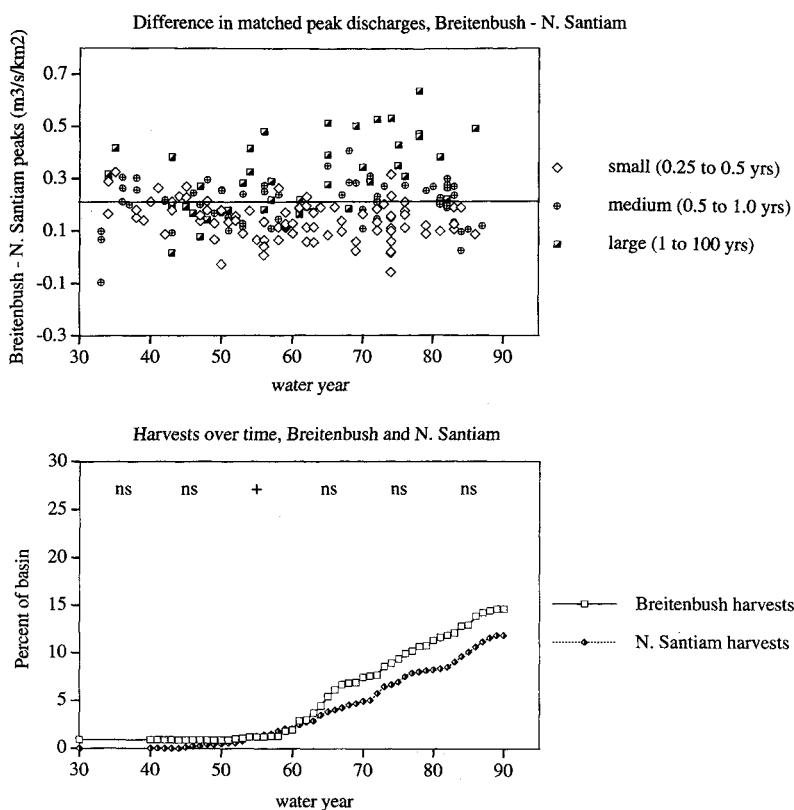 Difference in matched peak discharges, Breitenbush - N. Santiam
Breitenbush - N. Santiam peaks (m3/s/km2)
0.7
0.5
0.3
0.1
-0.1
-0.3
30 40 50 60 70 80 90
water year
small (0.25 to 0.5 yrs)
medium (0.5 to 1.0 yrs)
large (1 to 100 yrs)
Harvests over time, Breitenbush and N. Santiam
Percent of basin
30
25
20
15
10
5
0
ns ns + ns ns ns
30 40 50 60 70 80 90
water year
Breitenbush harvests
N. Santiam harvests